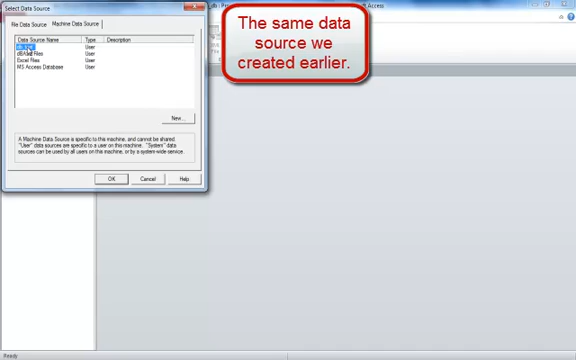 Select Data Source
_db : P
t Access
File Data Source
Machine Data Source
Data Source Name
Type
Description
User
dBASE Files
User
Excel Files
User
MS Access Database
User
New...
A Machine Data Source is specific to this machine, and cannot be shared.
"User" data sources are specific to a user on this machine. "System" data
sources can be used by all users on this machine, or by a system-wide service.
OK
Cancel
Help
The same data
source we
created earlier.
Ready